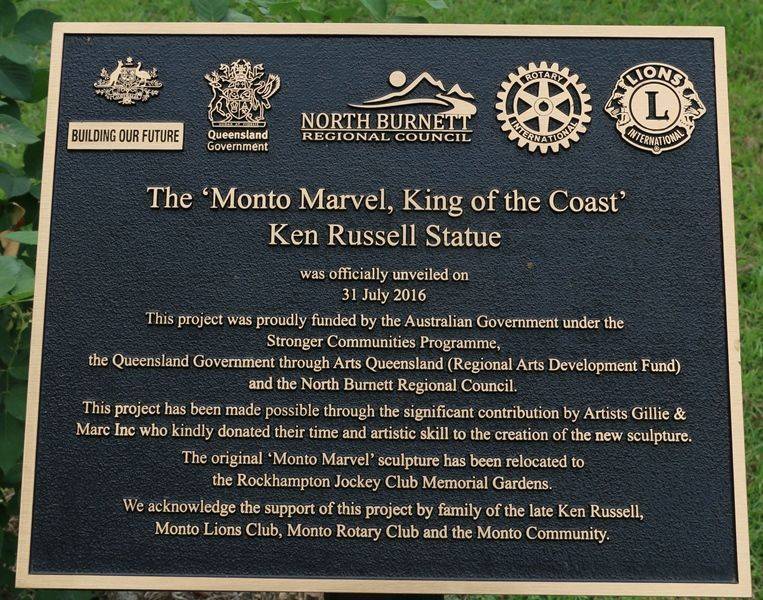 BUILDING OUR FUTURE
Queensland
Government
NORTH BURNETT
REGIONAL COUNCIL
ROTARY
INTERNATIONAL
LIONS
L
INTERNATIONAL
The ‘Monto Marvel, King of the Coast’
Ken Russell Statue
was officially unveiled on
31 July 2016
This project was proudly funded by the Australian Government under the
Stronger Communities Programme,
the Queensland Government through Arts Queensland (Regional Arts Development Fund)
and the North Burnett Regional Council.
This project has been made possible through the significant contribution by Artists Gillie &
Marc Inc who kindly donated their time and artistic skill to the creation of the new sculpture.
The original ‘Monto Marvel’ sculpture has been relocated to
the Rockhampton Jockey Club Memorial Gardens.
We acknowledge the support of this project by family of the late Ken Russell,
Monto Lions Club, Monto Rotary Club and the Monto Community.